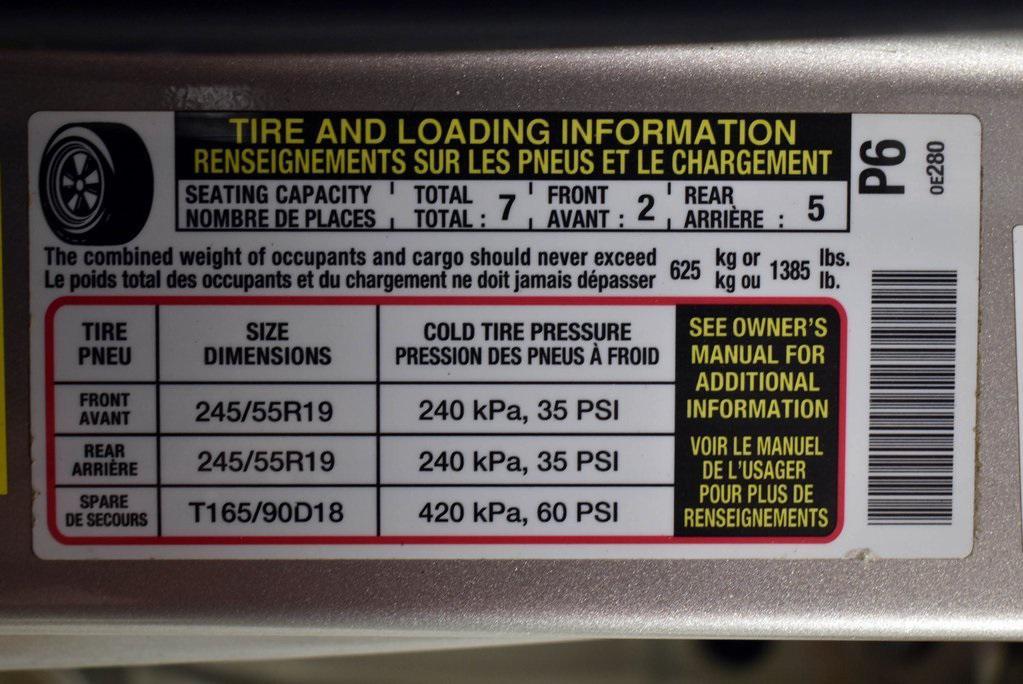 TIRE AND LOADING INFORMATION
RENSEIGNEMENTS SUR LES PNEUS ET LE CHARGEMENT
SEATING CAPACITY TOTAL FRONT REAR
NOMBRE DE PLACES TOTAL : 7 AVANT : 2 ARRIÈRE : 5
The combined weight of occupants and cargo should never exceed 625 kg or 1385 lbs.
Le poids total des occupants et du chargement ne doit jamais dépasser kg ou lb.
TIRE SIZE COLD TIRE PRESSURE
PNEU DIMENSIONS PRESSION DES PNEUS À FROID
FRONT
AVANT 245/55R19 240 kPa, 35 PSI
REAR
ARRIÈRE 245/55R19 240 kPa, 35 PSI
SPARE
DE SECOURS T165/90D18 420 kPa, 60 PSI
SEE OWNER'S
MANUAL FOR
ADDITIONAL
INFORMATION
VOIR LE MANUEL
DE L'USAGER
POUR PLUS DE
RENSEIGNEMENTS
P6
0E280